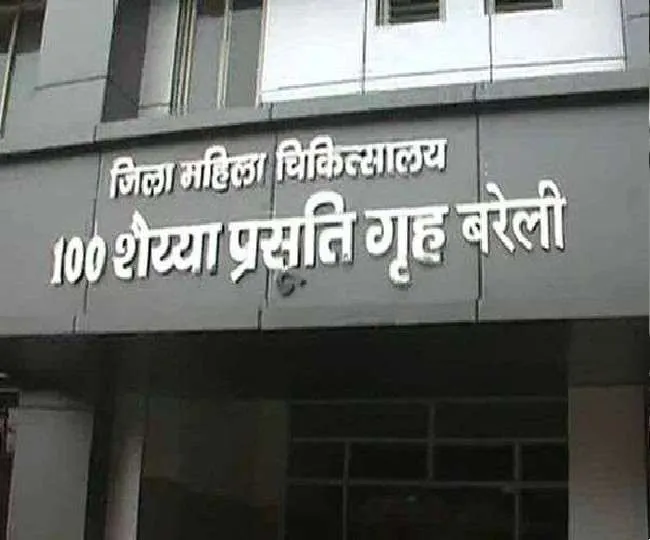 जिला महिला चिकित्सालय
100 शैय्या प्रसूति गृह बरेली